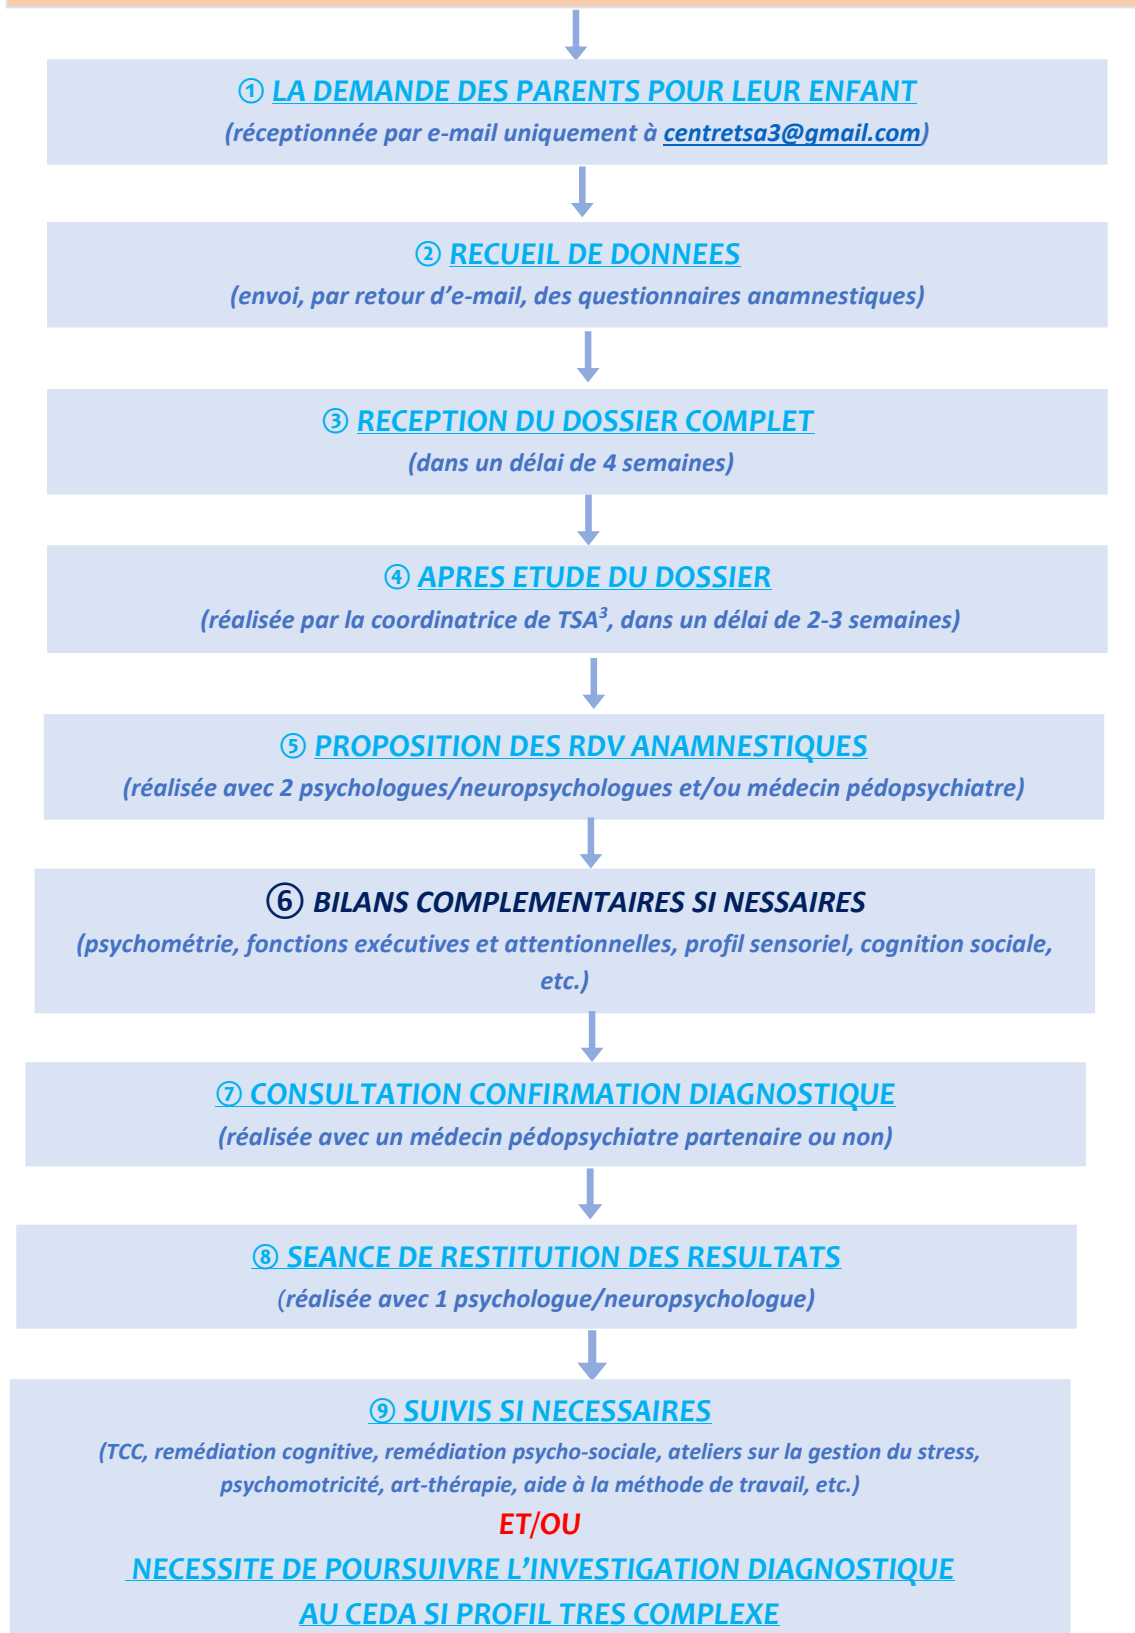 ① LA DEMANDE DES PARENTS POUR LEUR ENFANT
(réceptionnée par e-mail uniquement à centretsa3@gmail.com)
② RECUEIL DE DONNEES
(envoi, par retour d’e-mail, des questionnaires anamnestiques)
③ RECEPTION DU DOSSIER COMPLET
(dans un délai de 4 semaines)
④ APRES ETUDE DU DOSSIER
(réalisée par la coordinatrice de TSA³, dans un délai de 2-3 semaines)
⑤ PROPOSITION DES RDV ANAMNESTIQUES
(réalisée avec 2 psychologues/neuropsychologues et/ou médecin pédopsychiatre)
⑥ BILANS COMPLEMENTAIRES SI NESSAIRES
(psychométrie, fonctions exécutives et attentionnelles, profil sensoriel, cognition sociale,
etc.)
⑦ CONSULTATION CONFIRMATION DIAGNOSTIQUE
(réalisée avec un médecin pédopsychiatre partenaire ou non)
⑧ SEANCE DE RESTITUTION DES RESULTATS
(réalisée avec 1 psychologue/neuropsychologue)
⑨ SUIVIS SI NECESSAIRES
(TCC, remédiation cognitive, remédiation psycho-sociale, ateliers sur la gestion du stress,
psychomotricité, art-thérapie, aide à la méthode de travail, etc.)
ET/OU
NECESSITE DE POURSUIVRE L’INVESTIGATION DIAGNOSTIQUE
AU CEDA SI PROFIL TRES COMPLEXE